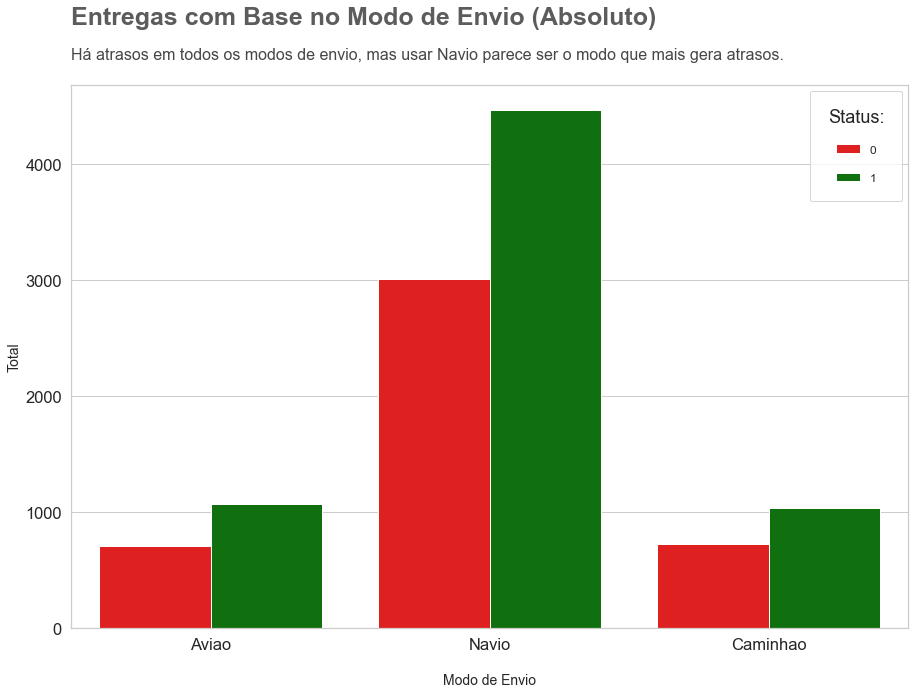 Entregas com Base no Modo de Envio (Absoluto)
Há atrasos em todos os modos de envio, mas usar Navio parece ser o modo que mais gera atrasos.
Status:
0
1
4000
3000
2000
1000
0
Total
Aviao
Navio
Caminhao
Modo de Envio